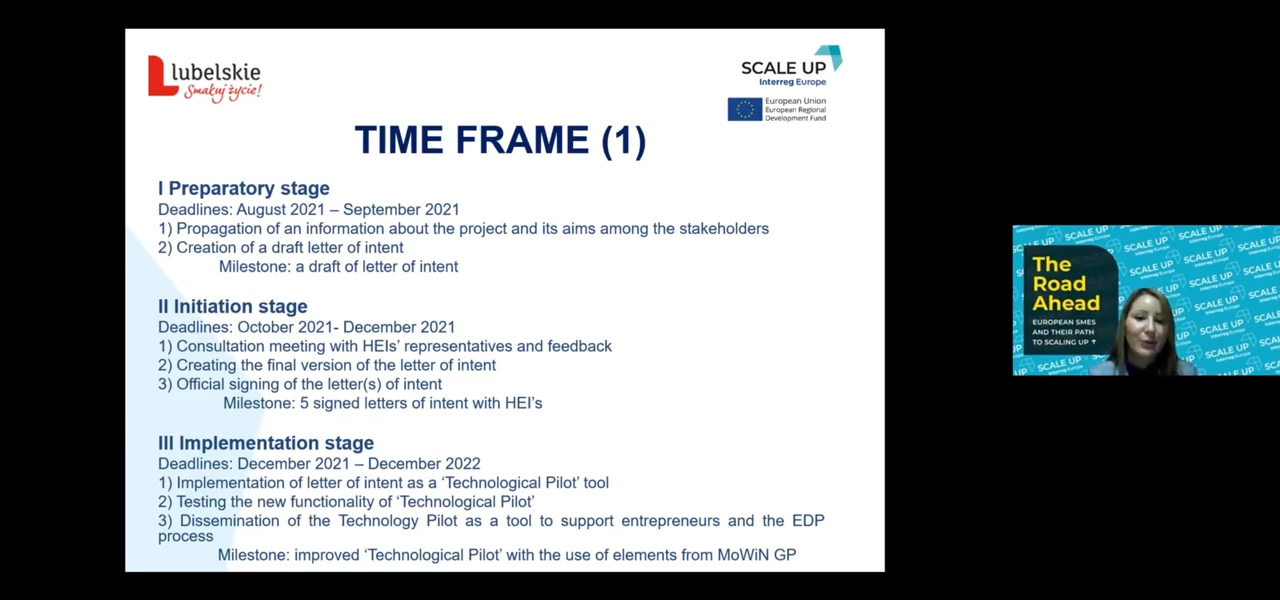 lubelskie
Smakuj życie!
SCALE UP
Interreg Europe
European Union
European Regional
Development Fund
TIME FRAME (1)
I Preparatory stage
Deadlines: August 2021 – September 2021
1) Propagation of an information about the project and its aims among the stakeholders
2) Creation of a draft letter of intent
Milestone: a draft of letter of intent
II Initiation stage
Deadlines: October 2021- December 2021
1) Consultation meeting with HEIs' representatives and feedback
2) Creating the final version of the letter of intent
3) Official signing of the letter(s) of intent
Milestone: 5 signed letters of intent with HEI's
III Implementation stage
Deadlines: December 2021 – December 2022
1) Implementation of letter of intent as a 'Technological Pilot' tool
2) Testing the new functionality of 'Technological Pilot'
3) Dissemination of the Technology Pilot as a tool to support entrepreneurs and the EDP
process
Milestone: improved 'Technological Pilot' with the use of elements from MoWiN GP
The
Road
Ahead
EUROPEAN SMES
AND THEIR PATH
TO SCALING UP ↑
SCALE UP
Interreg Europe